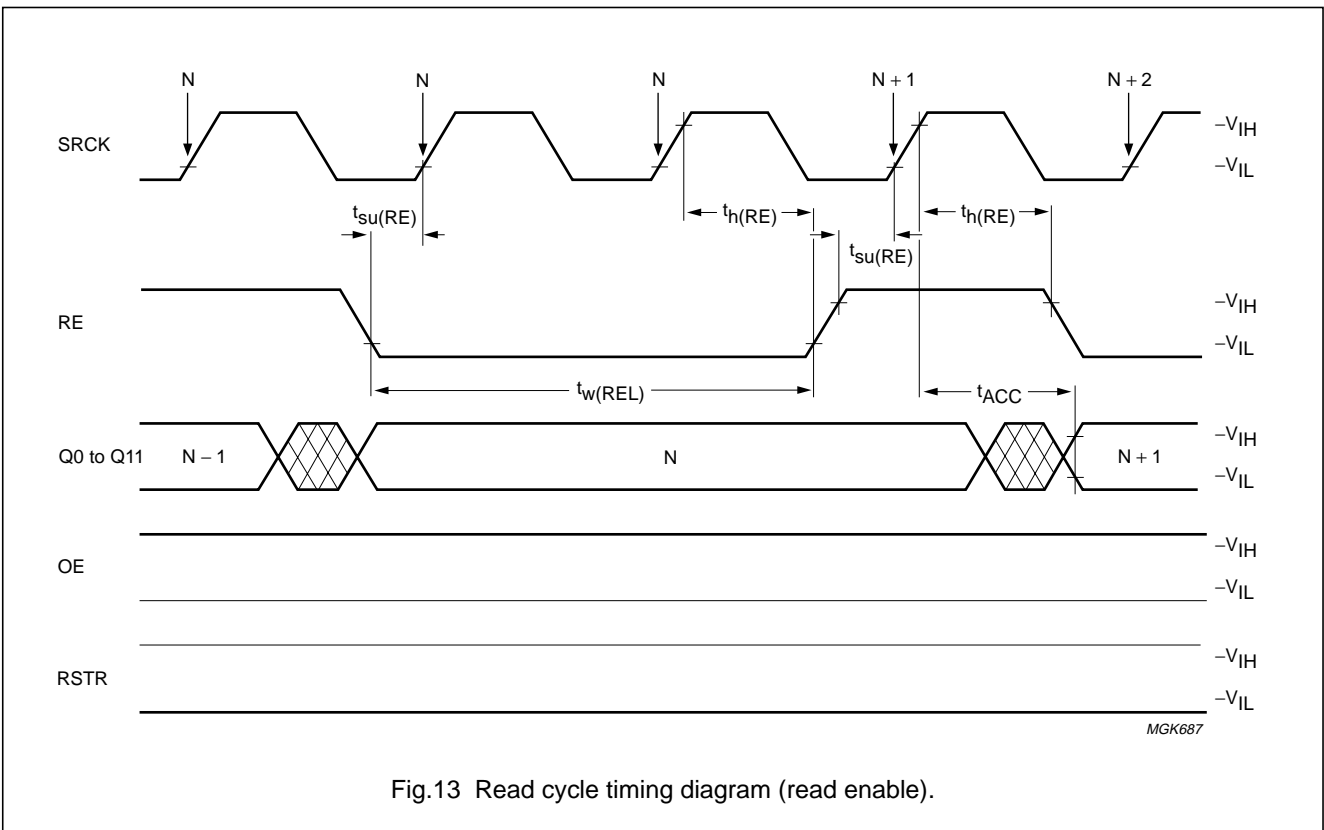 N N N N + 1 N + 2
SRCK
–VIH
–VIL
tsu(RE) th(RE) th(RE)
tsu(RE)
RE
–VIH
–VIL
tw(REL) tACC
Q0 to Q11 N – 1 N N + 1
–VIH
–VIL
OE
–VIH
–VIL
RSTR
–VIH
–VIL
MGK687
Fig.13 Read cycle timing diagram (read enable).